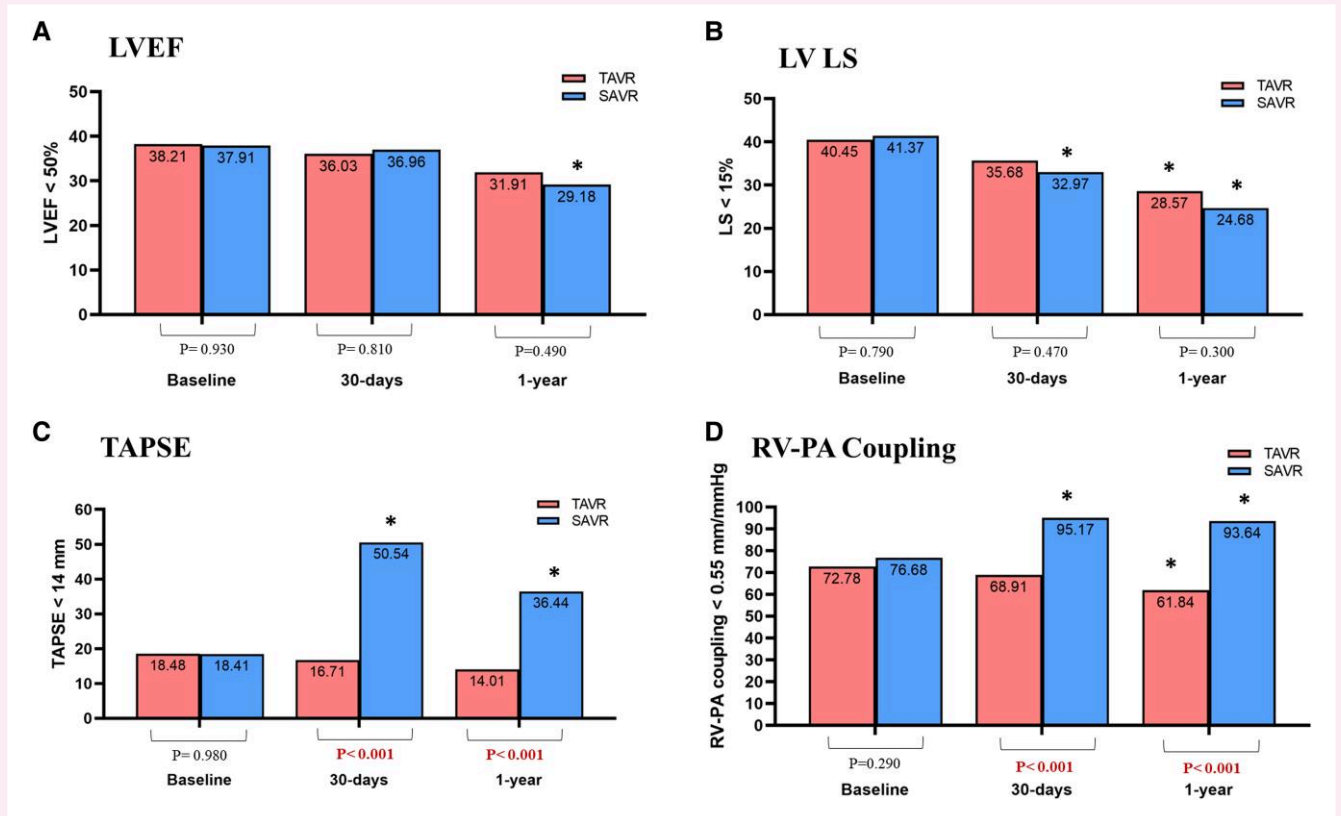 A
LVEF
TAVR
SAVR
LVEF < 50%
50
40
30
20
10
0
38.21
37.91
36.03
36.96
31.91
*
29.18
P= 0.930
P= 0.810
P=0.490
Baseline
30-days
1-year
B
LV LS
TAVR
SAVR
LS < 15%
50
40
30
20
10
0
40.45
41.37
35.68
*
32.97
*
28.57
*
24.68
P= 0.790
P= 0.470
P= 0.300
Baseline
30-days
1-year
C
TAPSE
TAVR
SAVR
TAPSE < 14 mm
60
50
40
30
20
10
0
18.48
18.41
16.71
*
50.54
14.01
*
36.44
P= 0.980
P< 0.001
P< 0.001
Baseline
30-days
1-year
D
RV-PA Coupling
TAVR
SAVR
RV-PA coupling < 0.55 mm/mmHg
100
90
80
70
60
50
40
30
20
10
0
72.78
76.68
68.91
*
95.17
*
61.84
*
93.64
P=0.290
P< 0.001
P< 0.001
Baseline
30-days
1-year